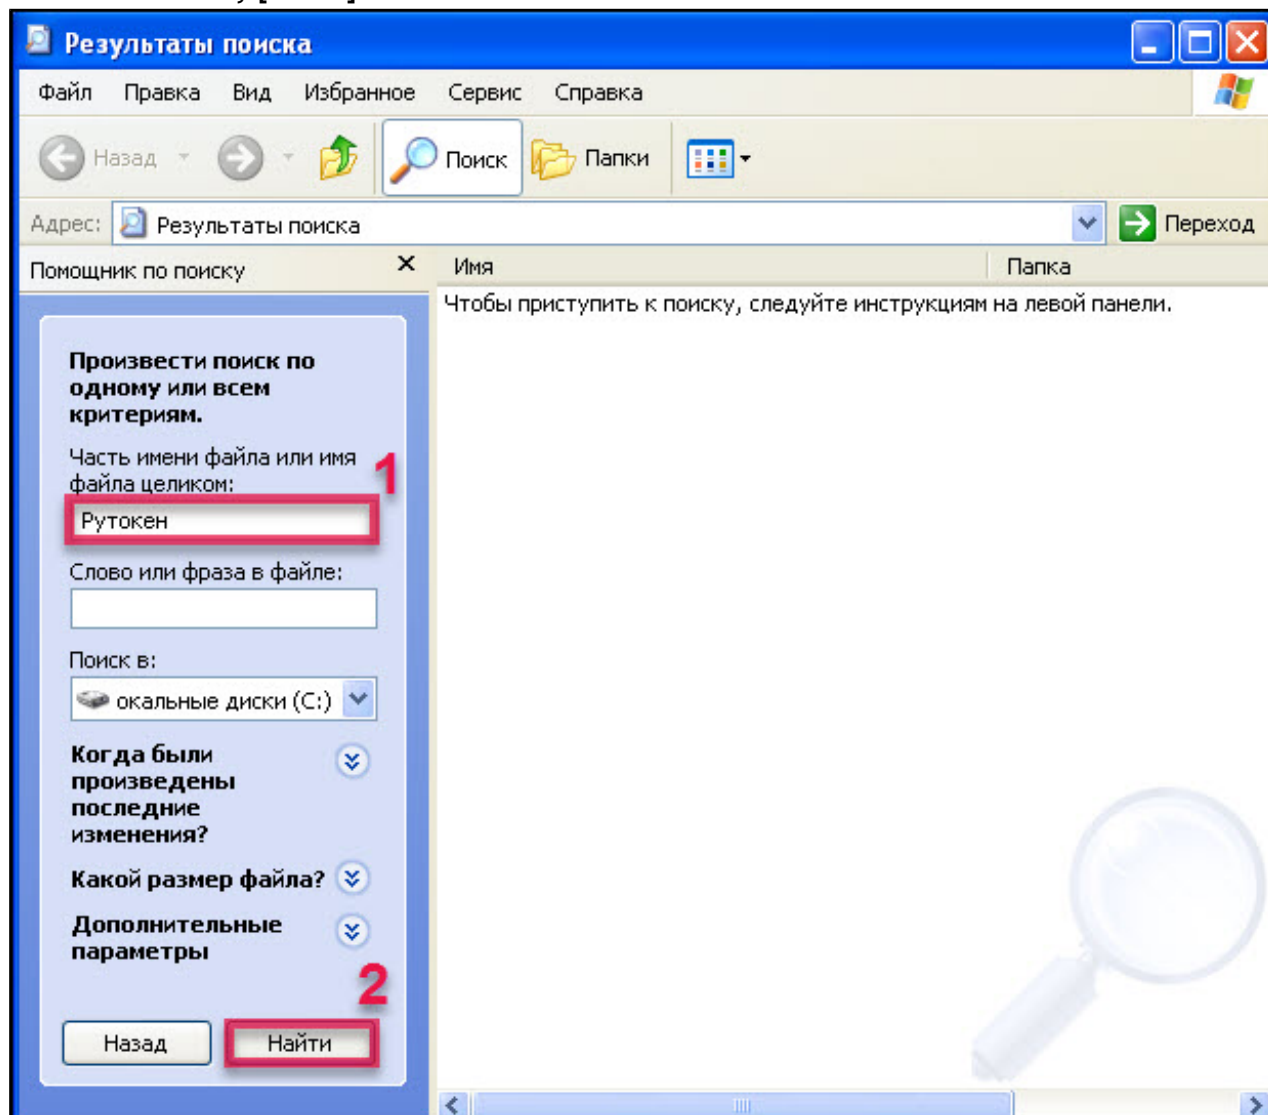 Результаты поиска
Файл Правка Вид Избранное Сервис Справка
Назад Поиск Папки
Адрес: Результаты поиска Переход
Помощник по поиску Имя Папка
Чтобы приступить к поиску, следуйте инструкциям на левой панели.
Произвести поиск по
одному или всем
критериям.
Часть имени файла или имя
файла целиком:
1
Рутокен
Слово или фраза в файле:
Поиск в:
окальные диски (C:)
Когда были
произведены
последние
изменения?
Какой размер файла?
Дополнительные
параметры
2
Назад Найти